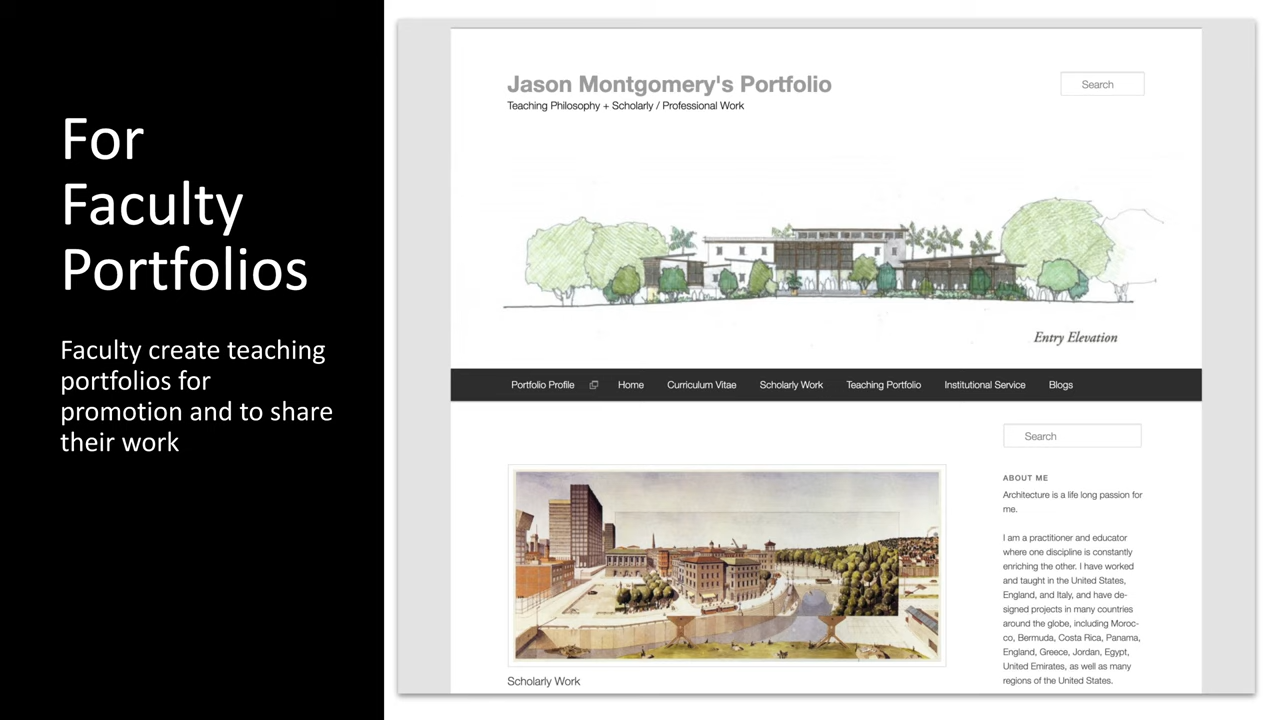 For
Faculty
Portfolios
Faculty create teaching
portfolios for
promotion and to share
their work
Jason Montgomery's Portfolio
Search
Teaching Philosophy + Scholarly / Professional Work
Entry Elevation
Portfolio Profile Home Curriculum Vitae Scholarly Work Teaching Portfolio Institutional Service Blogs
Search
ABOUT ME
Architecture is a life long passion for
me.
I am a practitioner and educator
where one discipline is constantly
enriching the other. I have worked
and taught in the United States,
England, and Italy, and have de-
signed projects in many countries
around the globe, including Moroc-
co, Bermuda, Costa Rica, Panama,
England, Greece, Jordan, Egypt,
United Emirates, as well as many
regions of the United States.
Scholarly Work